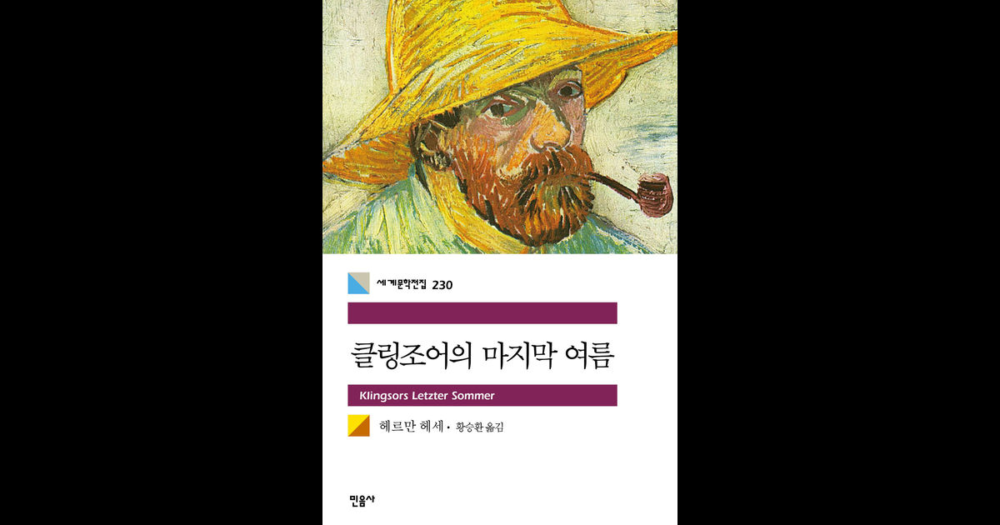 세계문학전집 230
클링조어의 마지막 여름
Klingsors Letzter Sommer
헤르만 헤세 · 황승환 옮김
민음사